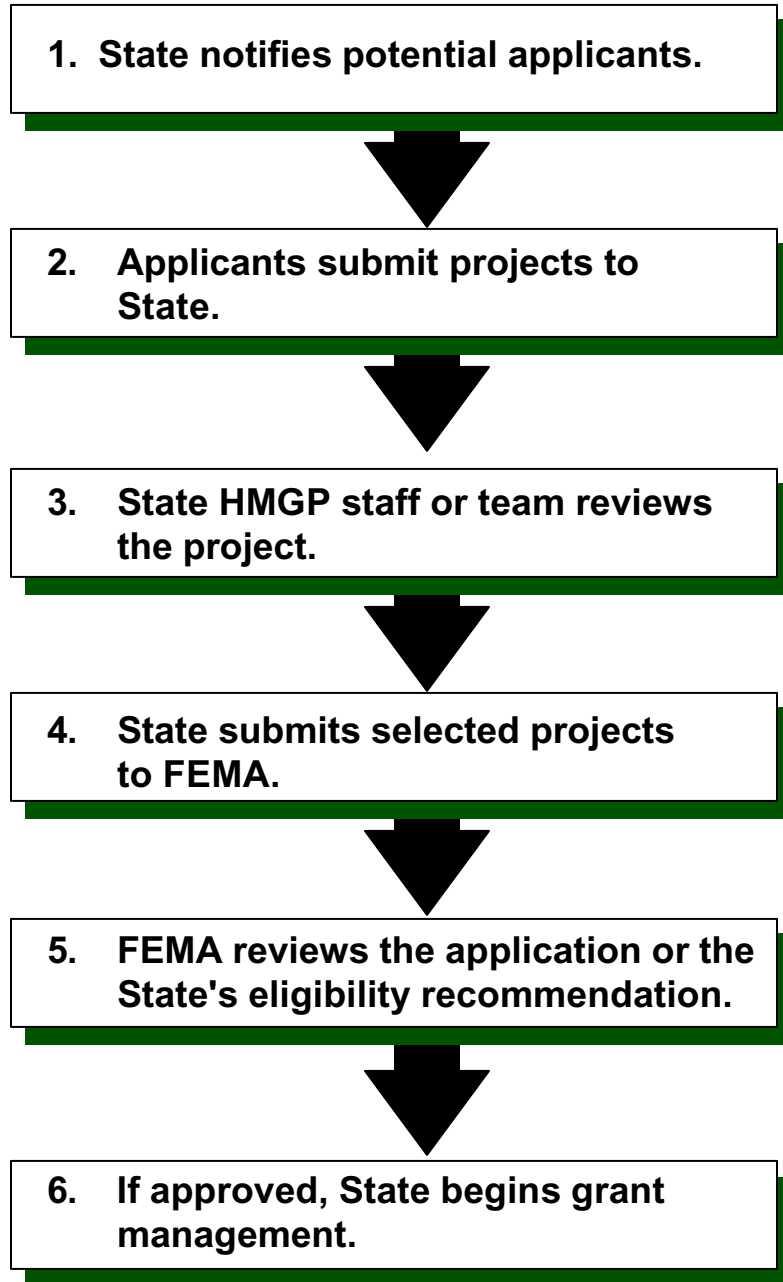 1. State notifies potential applicants.
2. Applicants submit projects to
State.
3. State HMGP staff or team reviews
the project.
4. State submits selected projects
to FEMA.
5. FEMA reviews the application or the
State's eligibility recommendation.
6. If approved, State begins grant
management.